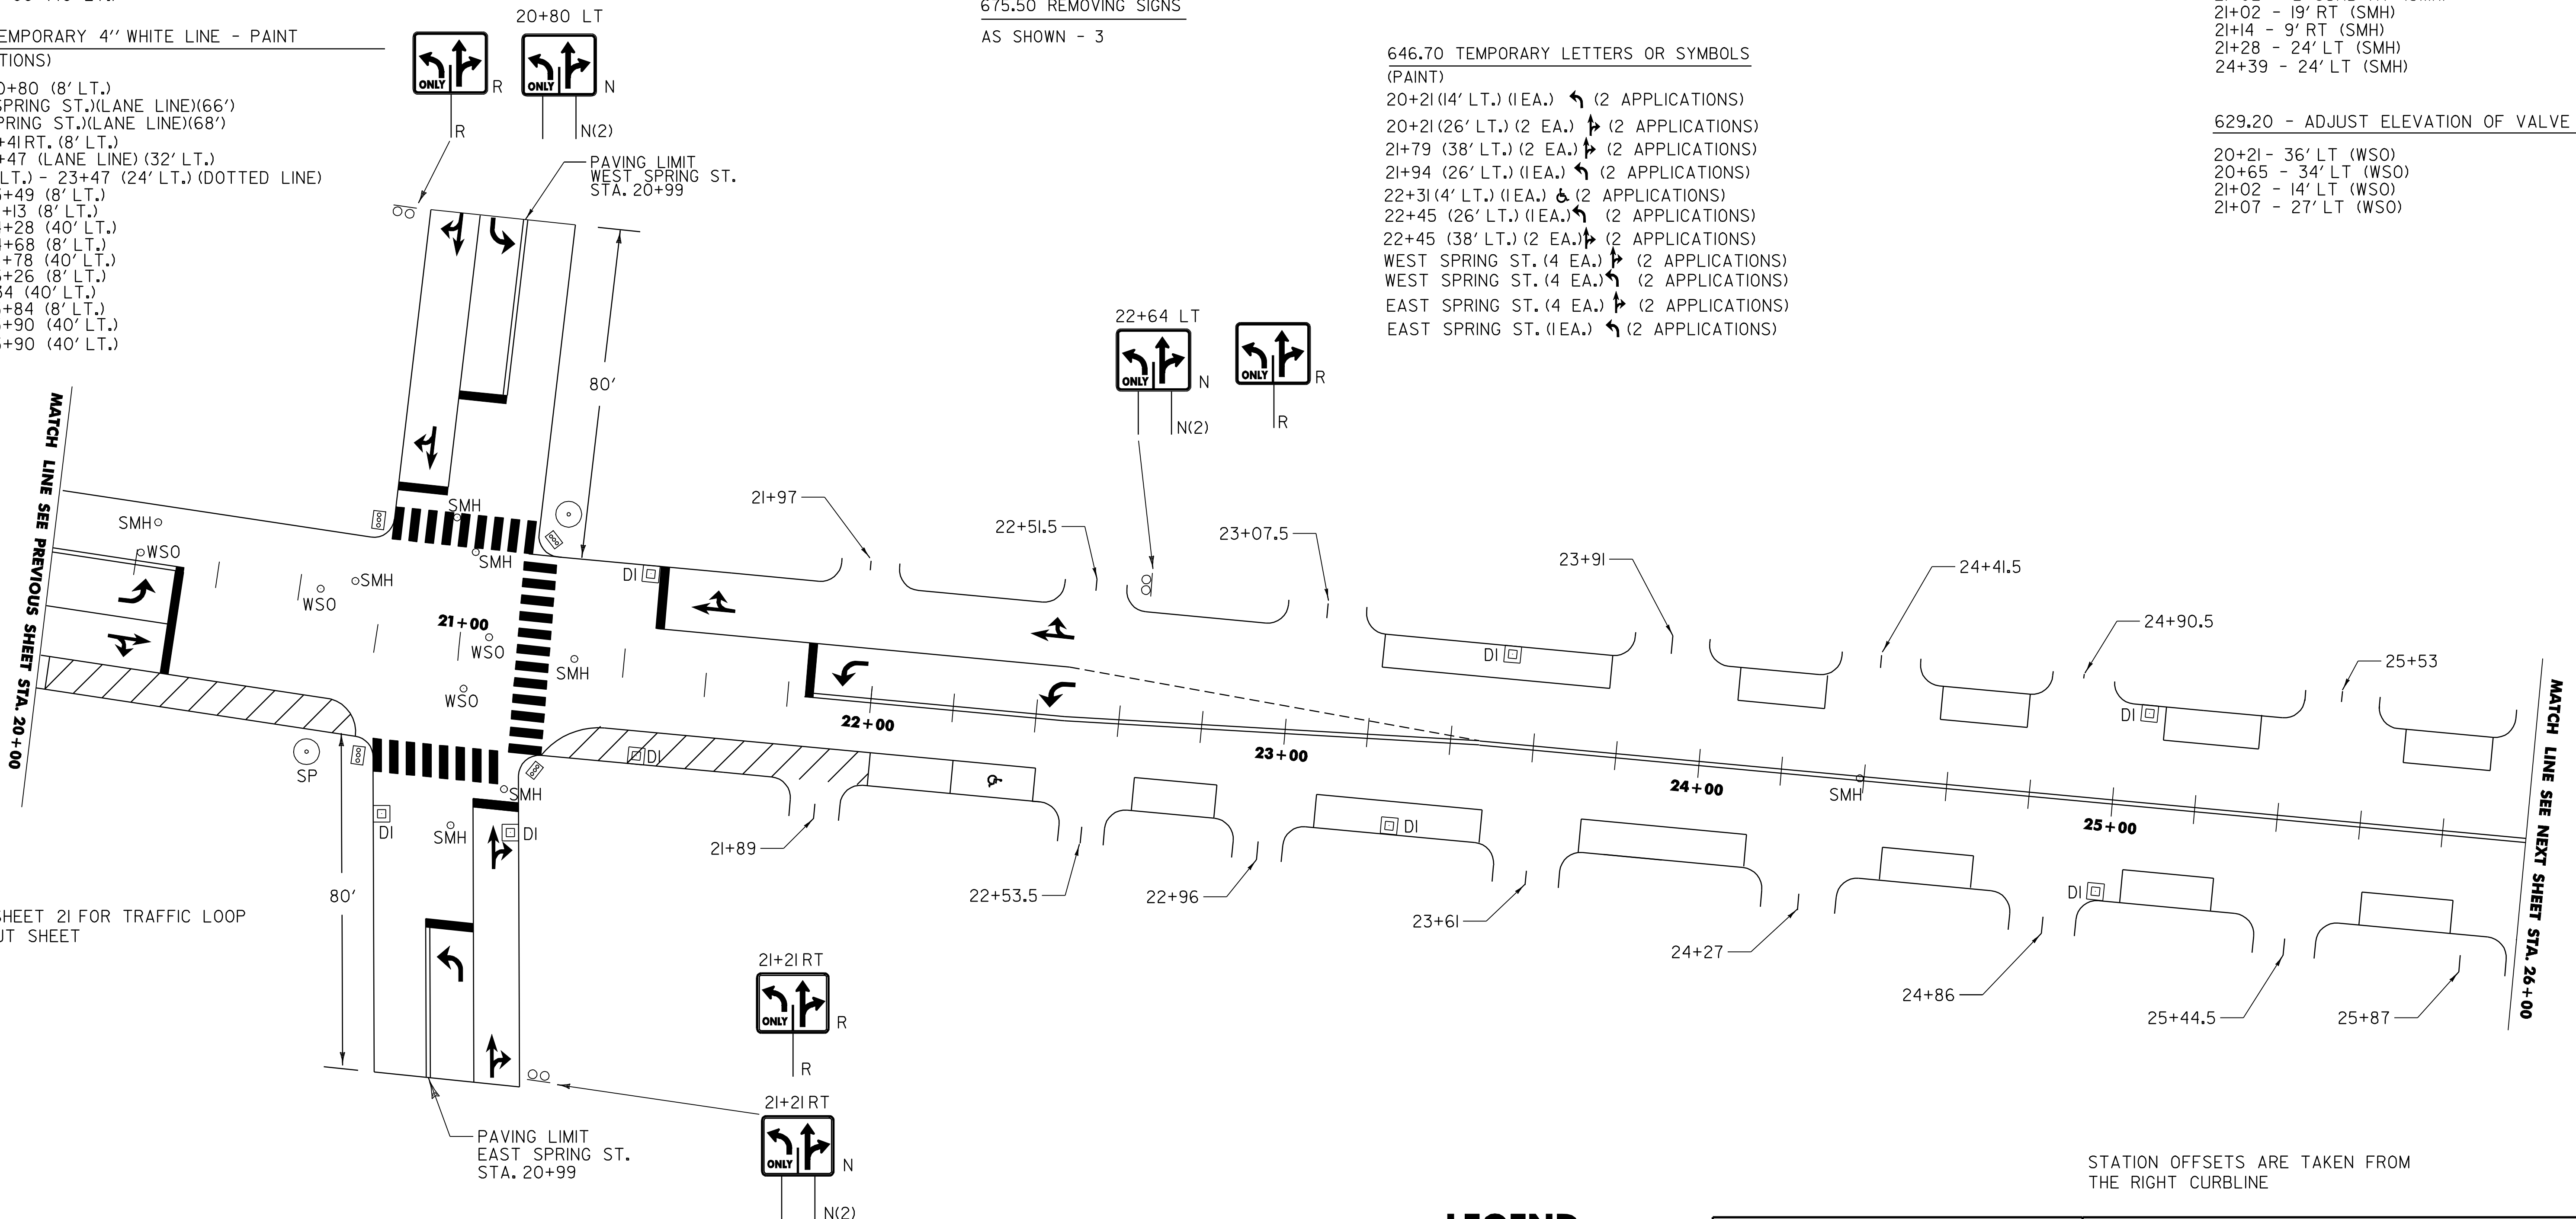 675.50 REMOVING SIGNS
AS SHOWN - 3
EMPORARY 4'' WHITE LINE - PAINT
TIONS)
0+80 (8' LT.)
SPRING ST.)(LANE LINE)(66')
PRING ST.)(LANE LINE)(68')
+41 RT. (8' LT.)
+47 (LANE LINE) (32' LT.)
LT.) - 23+47 (24' LT.) (DOTTED LINE)
+49 (8' LT.)
+13 (8' LT.)
+28 (40' LT.)
+68 (8' LT.)
+78 (40' LT.)
+26 (8' LT.)
34 (40' LT.)
+84 (8' LT.)
+90 (40' LT.)
+90 (40' LT.)
20+80 LT
ONLY
R
R
ONLY
N
N(2)
PAVING LIMIT
WEST SPRING ST.
STA. 20+99
646.70 TEMPORARY LETTERS OR SYMBOLS
(PAINT)
20+21 (14' LT.) (1 EA.) (2 APPLICATIONS)
20+21 (26' LT.) (2 EA.) (2 APPLICATIONS)
21+79 (38' LT.) (2 EA.) (2 APPLICATIONS)
21+94 (26' LT.) (1 EA.) (2 APPLICATIONS)
22+31 (4' LT.) (1 EA.) (2 APPLICATIONS)
22+45 (26' LT.) (1 EA.) (2 APPLICATIONS)
22+45 (38' LT.) (2 EA.) (2 APPLICATIONS)
WEST SPRING ST. (4 EA.) (2 APPLICATIONS)
WEST SPRING ST. (4 EA.) (2 APPLICATIONS)
EAST SPRING ST. (4 EA.) (2 APPLICATIONS)
EAST SPRING ST. (1 EA.) (2 APPLICATIONS)
21+02 - 19' RT (SMH)
21+14 - 9' RT (SMH)
21+28 - 24' LT (SMH)
24+39 - 24' LT (SMH)
629.20 - ADJUST ELEVATION OF VALVE
20+21 - 36' LT (WSO)
20+65 - 34' LT (WSO)
21+02 - 14' LT (WSO)
21+07 - 27' LT (WSO)
80'
22+64 LT
ONLY
N
N(2)
ONLY
R
R
MATCH LINE SEE PREVIOUS SHEET STA. 20+00
SMH
WSO
SMH
WSO
SMH
SMH
21+00
WSO
WSO
SMH
DI
21+97
22+51.5
23+07.5
23+91
24+41.5
24+90.5
25+53
DI
DI
22+00
23+00
24+00
25+00
SMH
MATCH LINE SEE NEXT SHEET STA. 26+00
SP
DI
DI
SMH
SMH
DI
DI
DI
21+89
22+53.5
22+96
23+61
24+27
24+86
25+44.5
25+87
80'
SHEET 21 FOR TRAFFIC LOOP
UT SHEET
21+21 RT
ONLY
R
R
21+21 RT
ONLY
N
N(2)
PAVING LIMIT
EAST SPRING ST.
STA. 20+99
STATION OFFSETS ARE TAKEN FROM
THE RIGHT CURBLINE
LEGEND